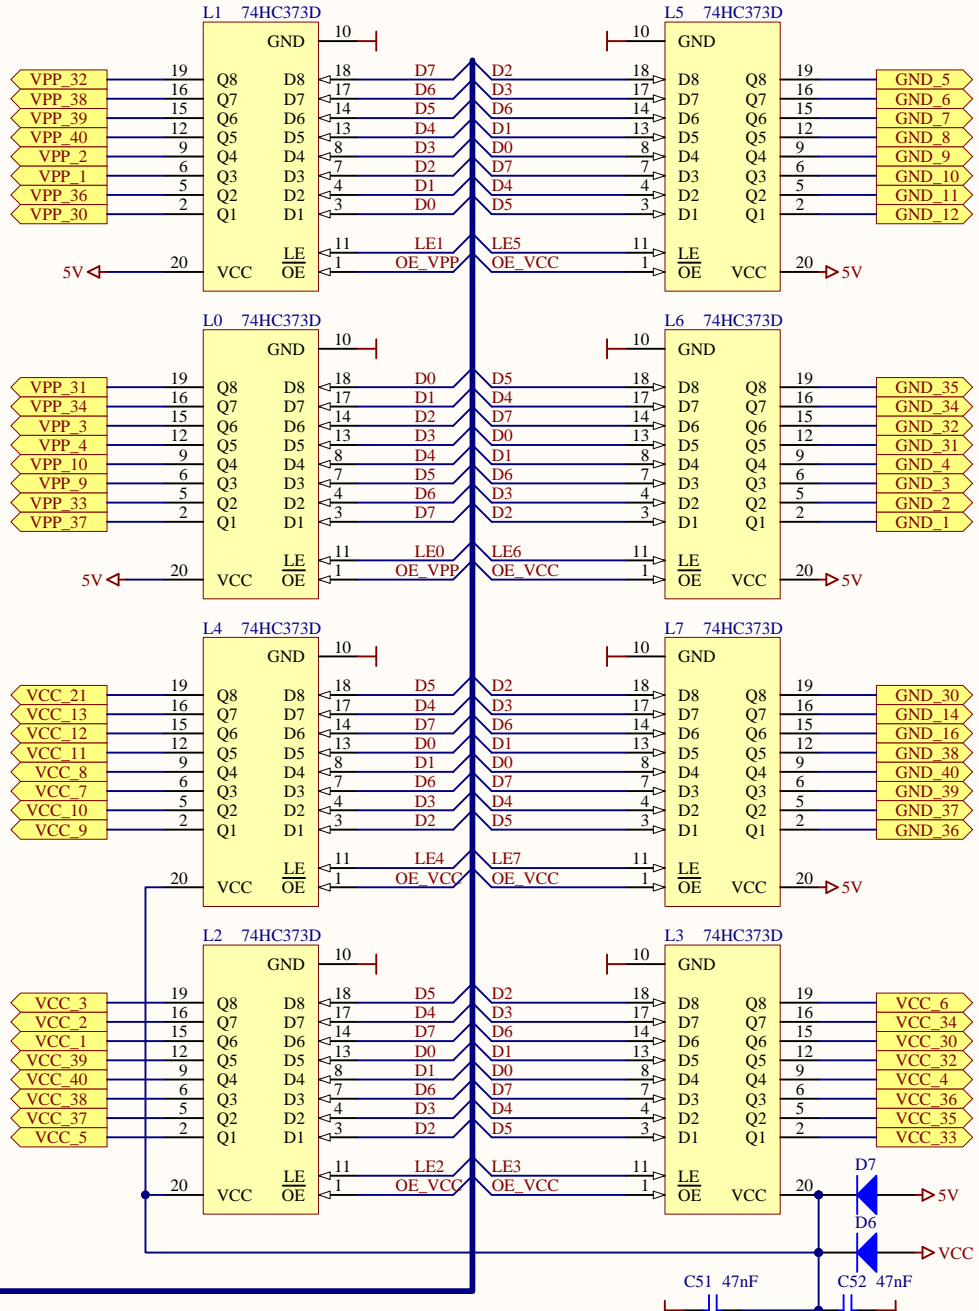 L1 74HC373D L5 74HC373D
GND 10 10 GND
VPP_32 19 Q8 D8 18 D7 D2 18 D8 Q8 19 GND_5
VPP_38 16 Q7 D7 17 D6 D3 17 D7 Q7 16 GND_6
VPP_39 15 Q6 D6 14 D5 D6 14 D6 Q6 15 GND_7
VPP_40 12 Q5 D5 13 D4 D1 13 D5 Q5 12 GND_8
VPP_2 9 Q4 D4 8 D3 D0 8 D4 Q4 9 GND_9
VPP_1 6 Q3 D3 7 D2 D7 7 D3 Q3 6 GND_10
VPP_36 5 Q2 D2 4 D1 D4 4 D2 Q2 5 GND_11
VPP_30 2 Q1 D1 3 D0 D5 3 D1 Q1 2 GND_12
LE 11 LE1 LE5 11 LE
5V 20 VCC OE 1 OE_VPP OE_VCC 1 OE VCC 20 5V
L0 74HC373D L6 74HC373D
GND 10 10 GND
VPP_31 19 Q8 D8 18 D0 D5 18 D8 Q8 19 GND_35
VPP_34 16 Q7 D7 17 D1 D4 17 D7 Q7 16 GND_34
VPP_3 15 Q6 D6 14 D2 D7 14 D6 Q6 15 GND_32
VPP_4 12 Q5 D5 13 D3 D0 13 D5 Q5 12 GND_31
VPP_10 9 Q4 D4 8 D4 D1 8 D4 Q4 9 GND_4
VPP_9 6 Q3 D3 7 D5 D6 7 D3 Q3 6 GND_3
VPP_33 5 Q2 D2 4 D6 D3 4 D2 Q2 5 GND_2
VPP_37 2 Q1 D1 3 D7 D2 3 D1 Q1 2 GND_1
LE 11 LE0 LE6 11 LE
5V 20 VCC OE 1 OE_VPP OE_VCC 1 OE VCC 20 5V
L4 74HC373D L7 74HC373D
GND 10 10 GND
VCC_21 19 Q8 D8 18 D5 D2 18 D8 Q8 19 GND_30
VCC_13 16 Q7 D7 17 D4 D3 17 D7 Q7 16 GND_14
VCC_12 15 Q6 D6 14 D7 D6 14 D6 Q6 15 GND_16
VCC_11 12 Q5 D5 13 D0 D1 13 D5 Q5 12 GND_38
VCC_8 9 Q4 D4 8 D1 D0 8 D4 Q4 9 GND_40
VCC_7 6 Q3 D3 7 D6 D7 7 D3 Q3 6 GND_39
VCC_10 5 Q2 D2 4 D3 D4 4 D2 Q2 5 GND_37
VCC_9 2 Q1 D1 3 D2 D5 3 D1 Q1 2 GND_36
LE 11 LE4 LE7 11 LE
20 VCC OE 1 OE_VCC OE_VCC 1 OE VCC 20 5V
L2 74HC373D L3 74HC373D
GND 10 10 GND
VCC_3 19 Q8 D8 18 D5 D2 18 D8 Q8 19 VCC_6
VCC_2 16 Q7 D7 17 D4 D3 17 D7 Q7 16 VCC_34
VCC_1 15 Q6 D6 14 D7 D6 14 D6 Q6 15 VCC_30
VCC_39 12 Q5 D5 13 D0 D1 13 D5 Q5 12 VCC_32
VCC_40 9 Q4 D4 8 D1 D0 8 D4 Q4 9 VCC_4
VCC_38 6 Q3 D3 7 D6 D7 7 D3 Q3 6 VCC_36
VCC_37 5 Q2 D2 4 D3 D4 4 D2 Q2 5 VCC_35
VCC_5 2 Q1 D1 3 D2 D5 3 D1 Q1 2 VCC_33
LE 11 LE2 LE3 11 LE D7
20 VCC OE 1 OE_VCC OE_VCC 1 OE VCC 20 5V
D6
VCC
C51 47nF C52 47nF